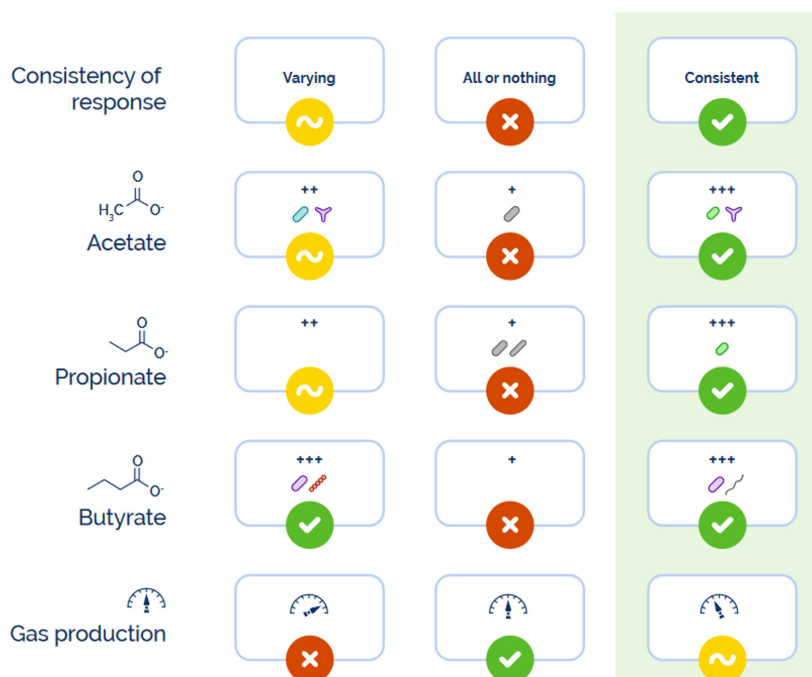 Consistency of
response
Varying
All or nothing
Consistent
O
H₃C O⁻
Acetate
++
+
+++
O
O⁻
Propionate
++
+
+++
O
O⁻
Butyrate
+++
+
+++
Gas production